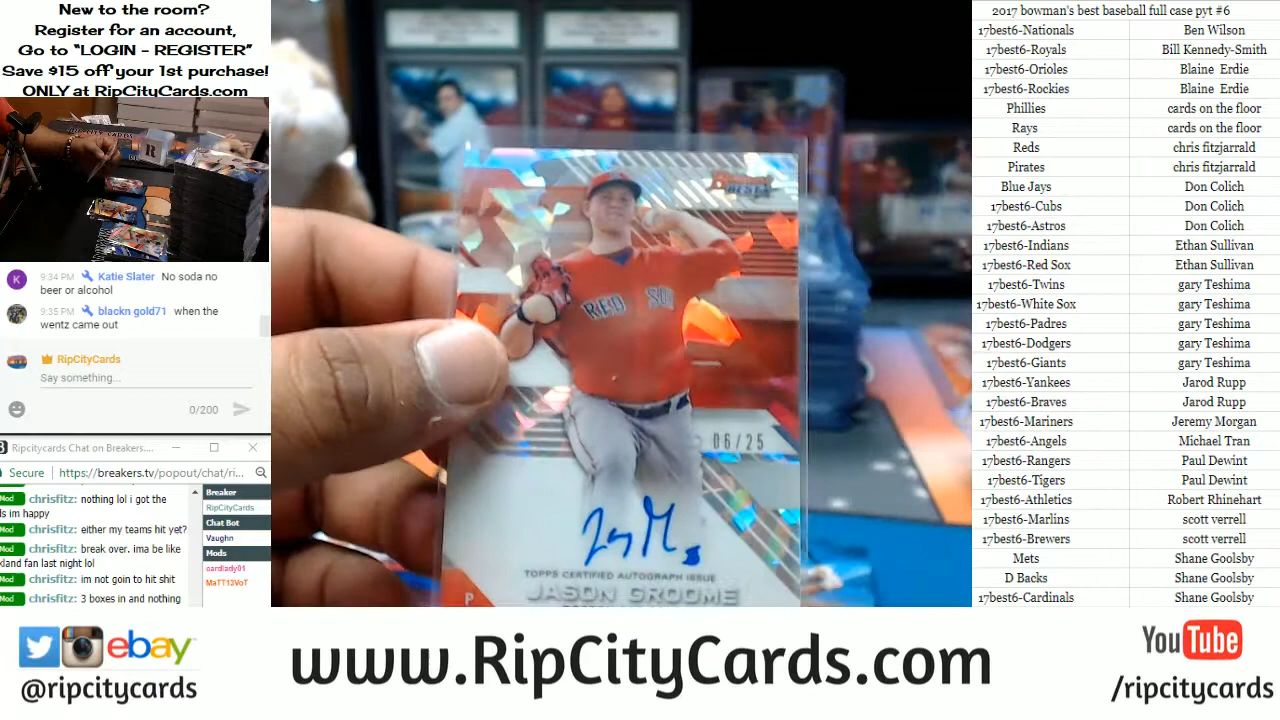 New to the room?
Register for an account,
Go to “LOGIN - REGISTER”
Save $15 off your 1st purchase!
ONLY at RipCityCards.com
K 9:34 PM Katie Slater No soda no
beer or alcohol
9:35 PM blackn gold71 when the
wentz came out
RipCityCards
Say something...
0/200
Ripcitycards Chat on Breakers....
Secure https://breakers.tv/popout/chat/ri...
Mod chrisfitz: nothing lol i got the
ls im happy
Mod chrisfitz: either my teams hit yet?
Mod chrisfitz: break over. ima be like
kland fan last night lol
Mod chrisfitz: im not goin to hit shit
Mod chrisfitz: 3 boxes in and nothing
Breaker
RipCityCards
Chat Bot
Vaughn
Mods
cardlady01
MaTT13VoT
BEST
RED SOX
06/25
TOPPS CERTIFIED AUTOGRAPH ISSUE
JASON GROOME
P
2017 bowman's best baseball full case pyt #6
17best6-Nationals Ben Wilson
17best6-Royals Bill Kennedy-Smith
17best6-Orioles Blaine Erdie
17best6-Rockies Blaine Erdie
Phillies cards on the floor
Rays cards on the floor
Reds chris fitzjarrald
Pirates chris fitzjarrald
Blue Jays Don Colich
17best6-Cubs Don Colich
17best6-Astros Don Colich
17best6-Indians Ethan Sullivan
17best6-Red Sox Ethan Sullivan
17best6-Twins gary Teshima
17best6-White Sox gary Teshima
17best6-Padres gary Teshima
17best6-Dodgers gary Teshima
17best6-Giants gary Teshima
17best6-Yankees Jarod Rupp
17best6-Braves Jarod Rupp
17best6-Mariners Jeremy Morgan
17best6-Angels Michael Tran
17best6-Rangers Paul Dewint
17best6-Tigers Paul Dewint
17best6-Athletics Robert Rhinehart
17best6-Marlins scott verrell
17best6-Brewers scott verrell
Mets Shane Goolsby
D Backs Shane Goolsby
17best6-Cardinals Shane Goolsby
ebay
@ripcitycards
www.RipCityCards.com
YouTube
/ripcitycards